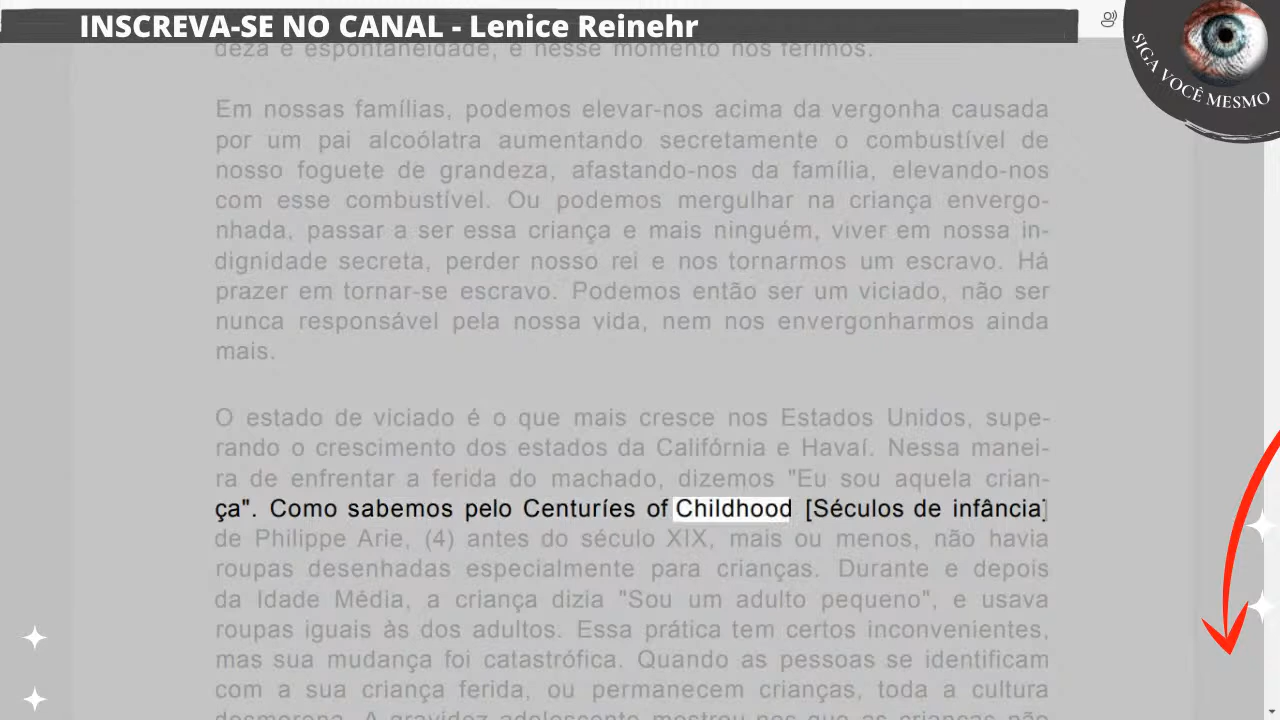 INSCREVA-SE NO CANAL - Lenice Reinehr
SIGA VOCÊ MESMO
deza e espontaneidade, e nesse momento nos ferimos.
Em nossas famílias, podemos elevar-nos acima da vergonha causada
por um pai alcoólatra aumentando secretamente o combustível de
nosso foguete de grandeza, afastando-nos da família, elevando-nos
com esse combustível. Ou podemos mergulhar na criança envergo-
nhada, passar a ser essa criança e mais ninguém, viver em nossa in-
dignidade secreta, perder nosso rei e nos tornarmos um escravo. Há
prazer em tornar-se escravo. Podemos então ser um viciado, não ser
nunca responsável pela nossa vida, nem nos envergonharmos ainda
mais.
O estado de viciado é o que mais cresce nos Estados Unidos, supe-
rando o crescimento dos estados da Califórnia e Havaí. Nessa manei-
ra de enfrentar a ferida do machado, dizemos "Eu sou aquela crian-
ça". Como sabemos pelo Centuríes of Childhood [Séculos de infância]
de Philippe Arie, (4) antes do século XIX, mais ou menos, não havia
roupas desenhadas especialmente para crianças. Durante e depois
da Idade Média, a criança dizia "Sou um adulto pequeno", e usava
roupas iguais às dos adultos. Essa prática tem certos inconvenientes,
mas sua mudança foi catastrófica. Quando as pessoas se identificam
com a sua criança ferida, ou permanecem crianças, toda a cultura
desmorona. A gravidez adolescente mostrou-nos que as crianças não